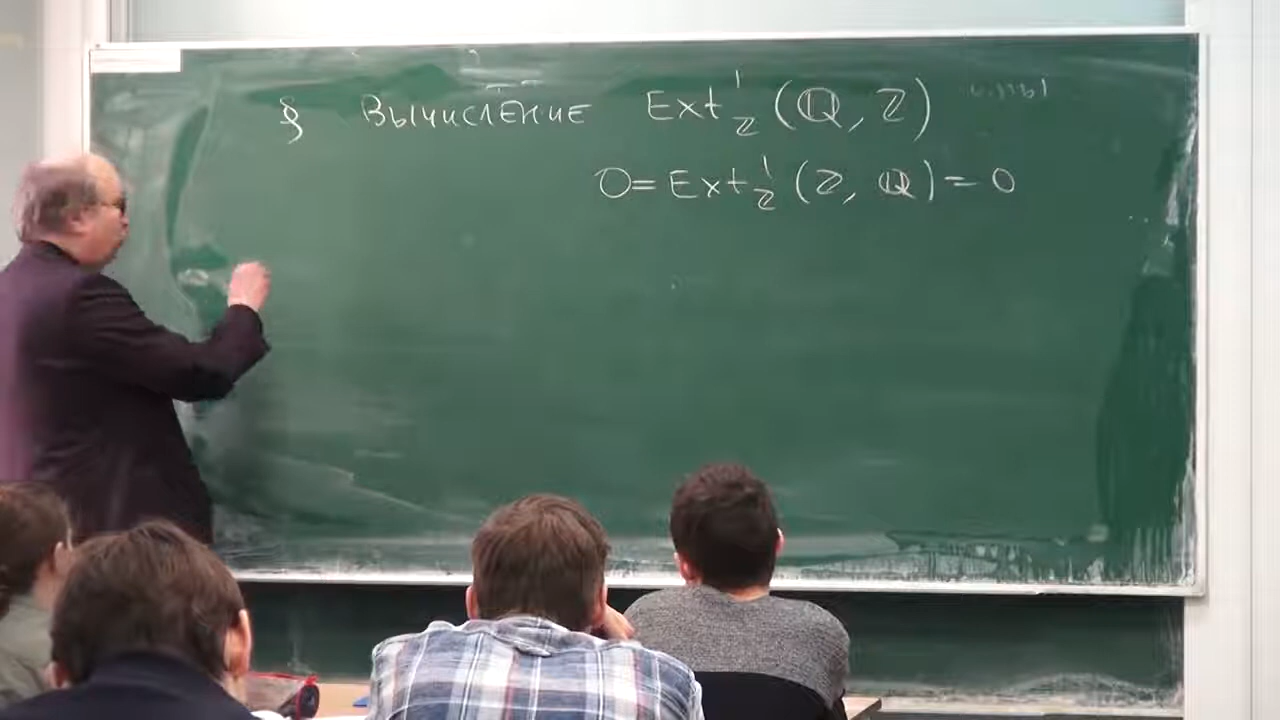 § Вычисление Ext¹_ℤ (ℚ, ℤ)
0 = Ext¹_ℤ (ℤ, ℚ) = 0